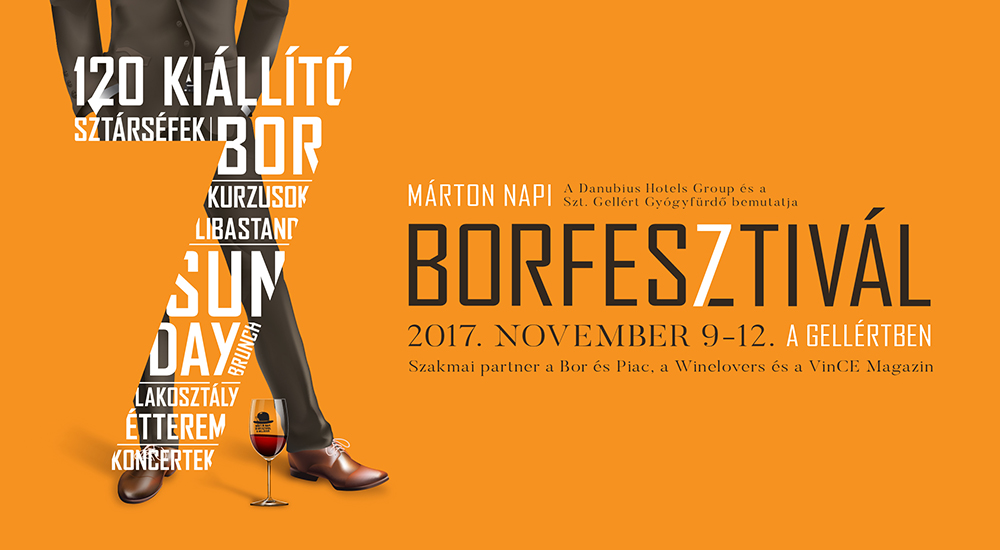 120 KIÁLLÍTÓ
SZTÁRSÉFEK |
BOR
KURZUSOK
LIBASTAND
SUN
DAY
BRUNCH
LAKOSZTÁLY
ÉTTEREM
KONCERTEK
MÁRTON NAPI
A Danubius Hotels Group és a
Szt. Gellért Gyógyfürdő bemutatja
BORFESZTIVÁL
2017. NOVEMBER 9-12. A GELLÉRTBEN
Szakmai partner a Bor és Piac, a Winelovers és a VinCE Magazin